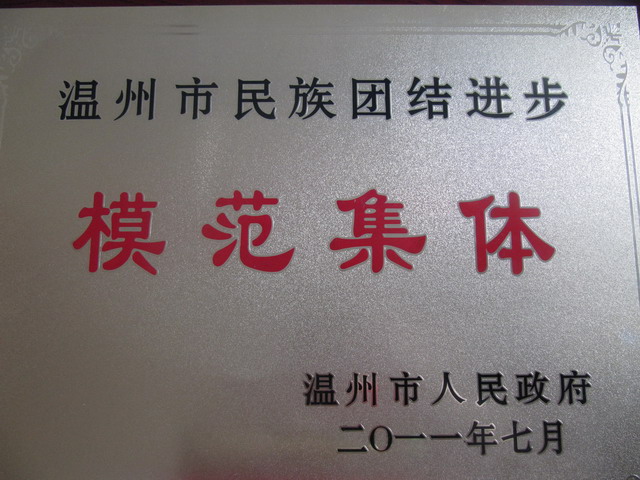 温州市民族团结进步
模范集体
温州市人民政府
二〇一一年七月